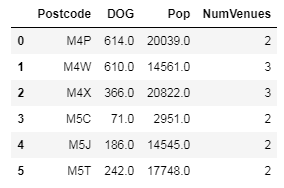 Postcode DOG Pop NumVenues
0 M4P 614.0 20039.0 2
1 M4W 610.0 14561.0 3
2 M4X 366.0 20822.0 3
3 M5C 71.0 2951.0 2
4 M5J 186.0 14545.0 2
5 M5T 242.0 17748.0 2